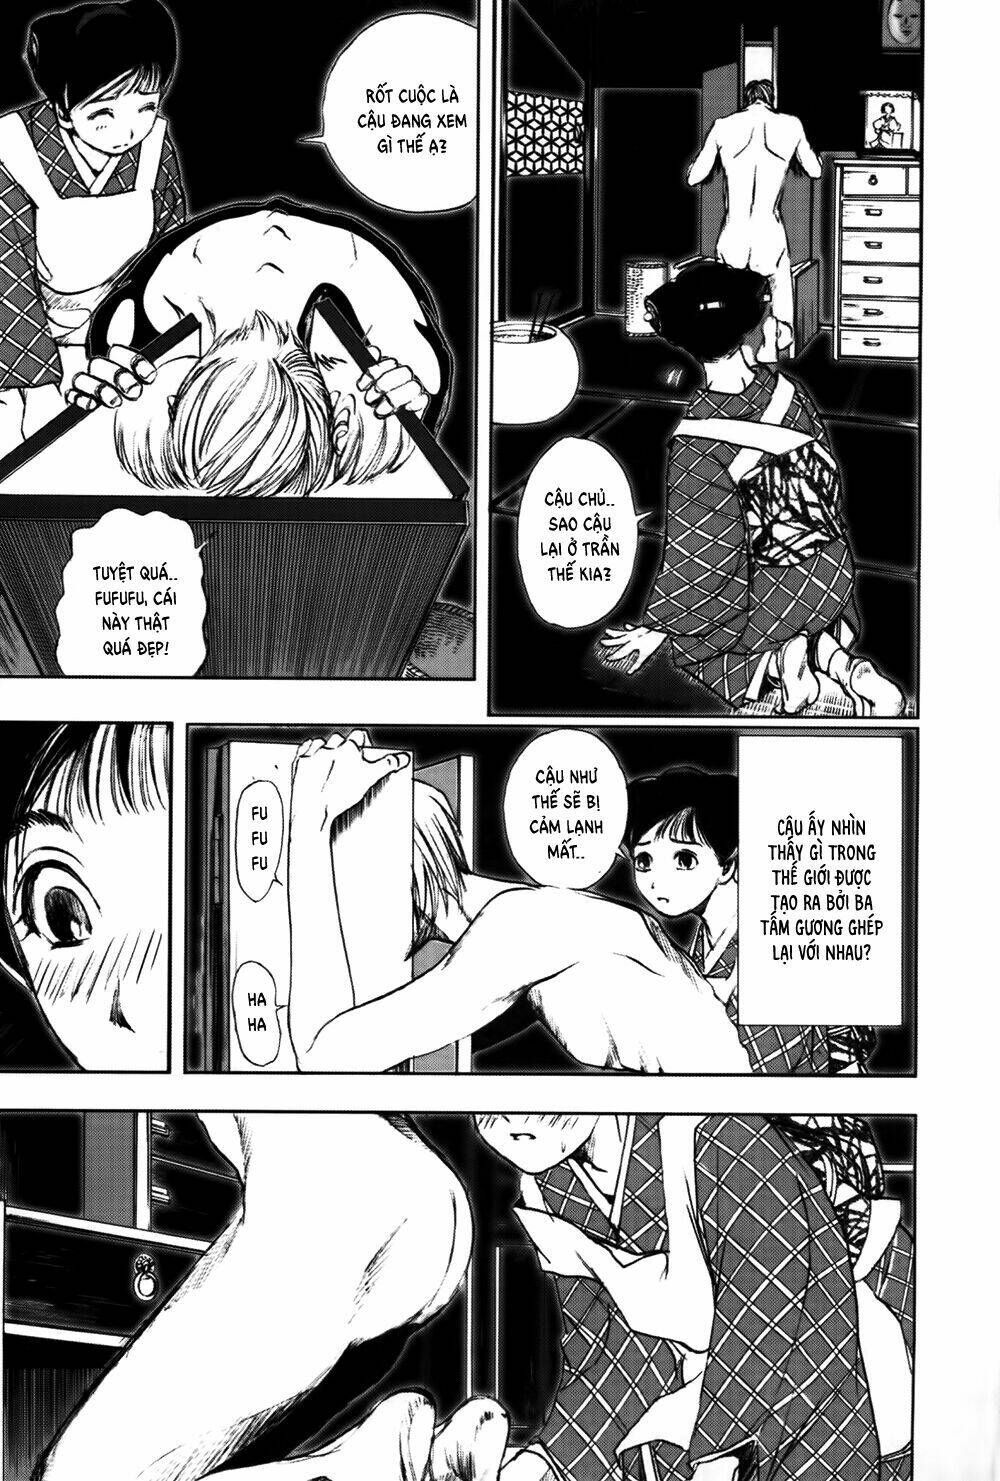 CẬU CHỦ..
SAO CẬU
LẠI Ở TRẦN
THẾ KIA?
RỐT CUỘC LÀ
CẬU ĐANG XEM
GÌ THẾ Ạ?
TUYỆT QUÁ..
FUFUFU, CÁI
NÀY THẬT
QUÁ ĐẸP!
CẬU ẤY NHÌN
THẤY GÌ TRONG
THẾ GIỚI ĐƯỢC
TẠO RA BỞI BA
TẤM GƯƠNG GHÉP
LẠI VỚI NHAU?
CẬU NHƯ
THẾ SẼ BỊ
CẢM LẠNH
MẤT..
FU
FU
FU
HA
HA